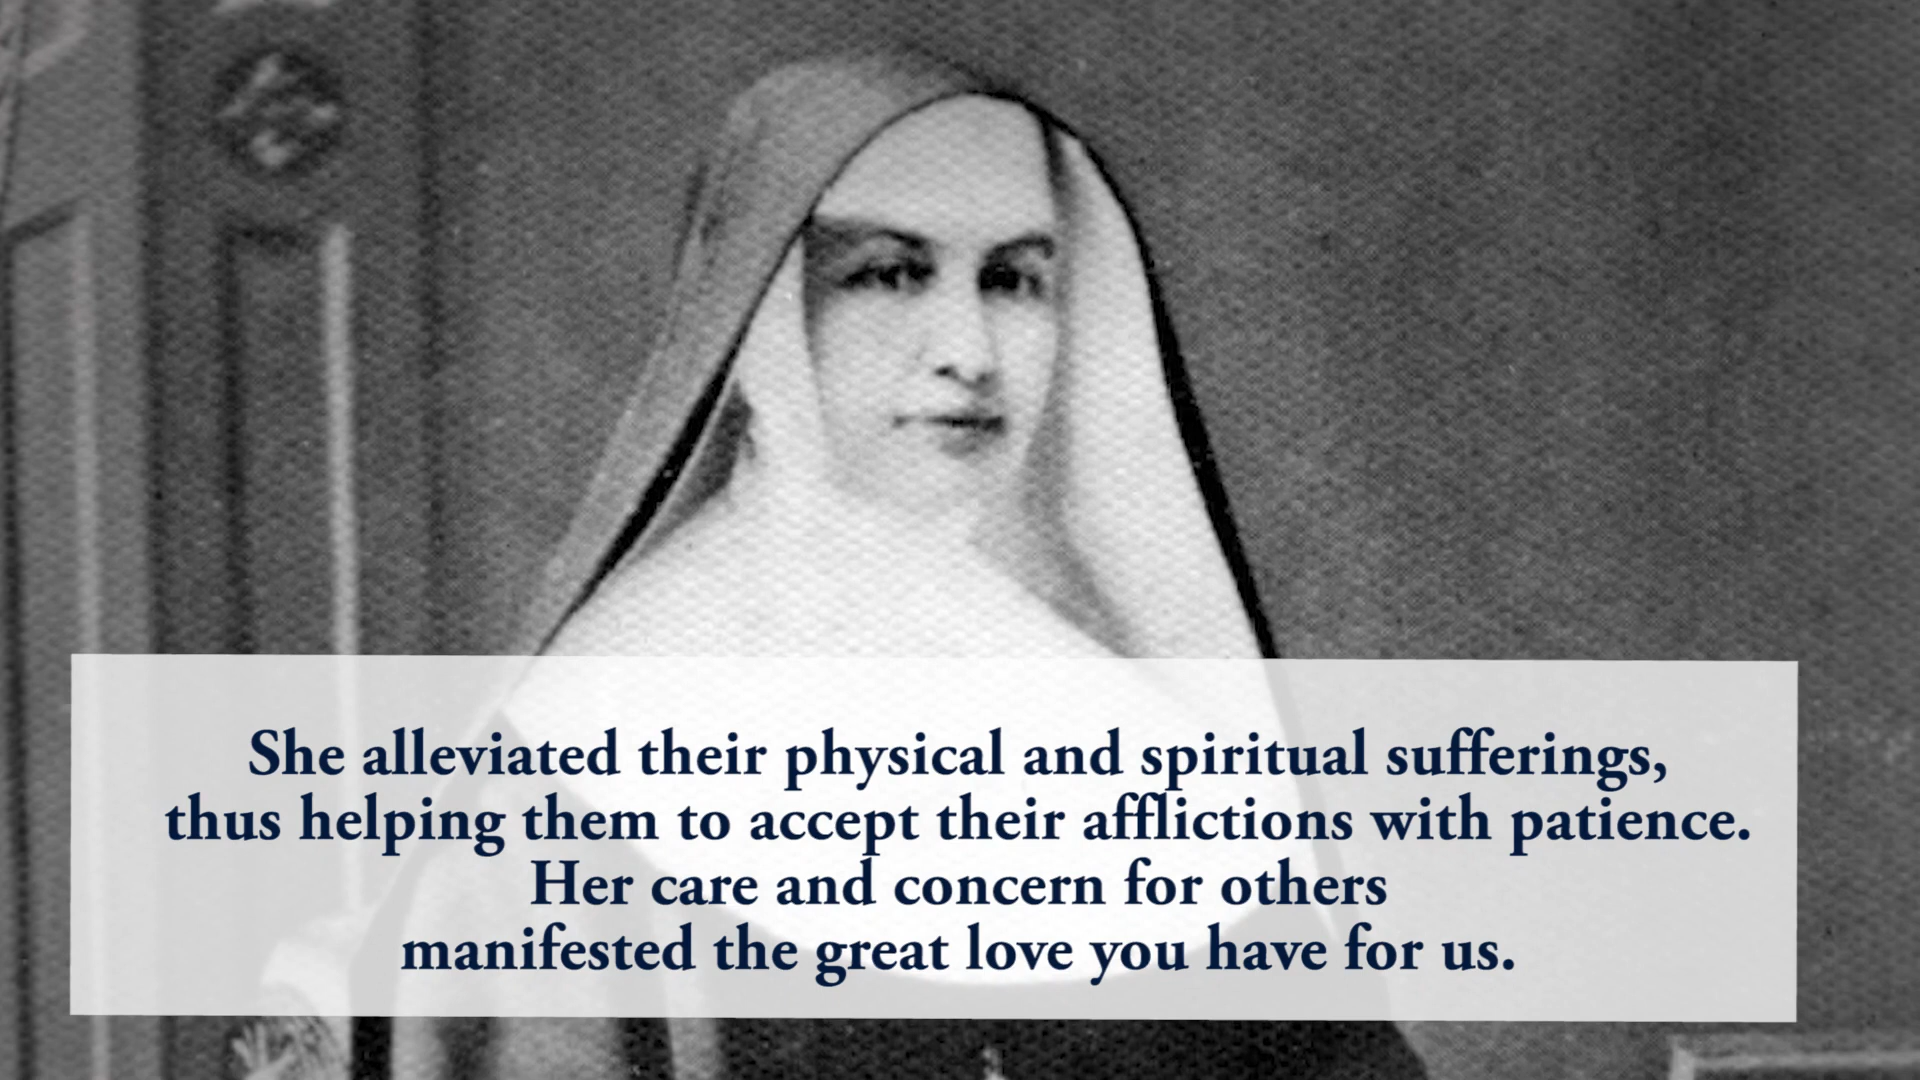 She alleviated their physical and spiritual sufferings,
thus helping them to accept their afflictions with patience.
Her care and concern for others
manifested the great love you have for us.